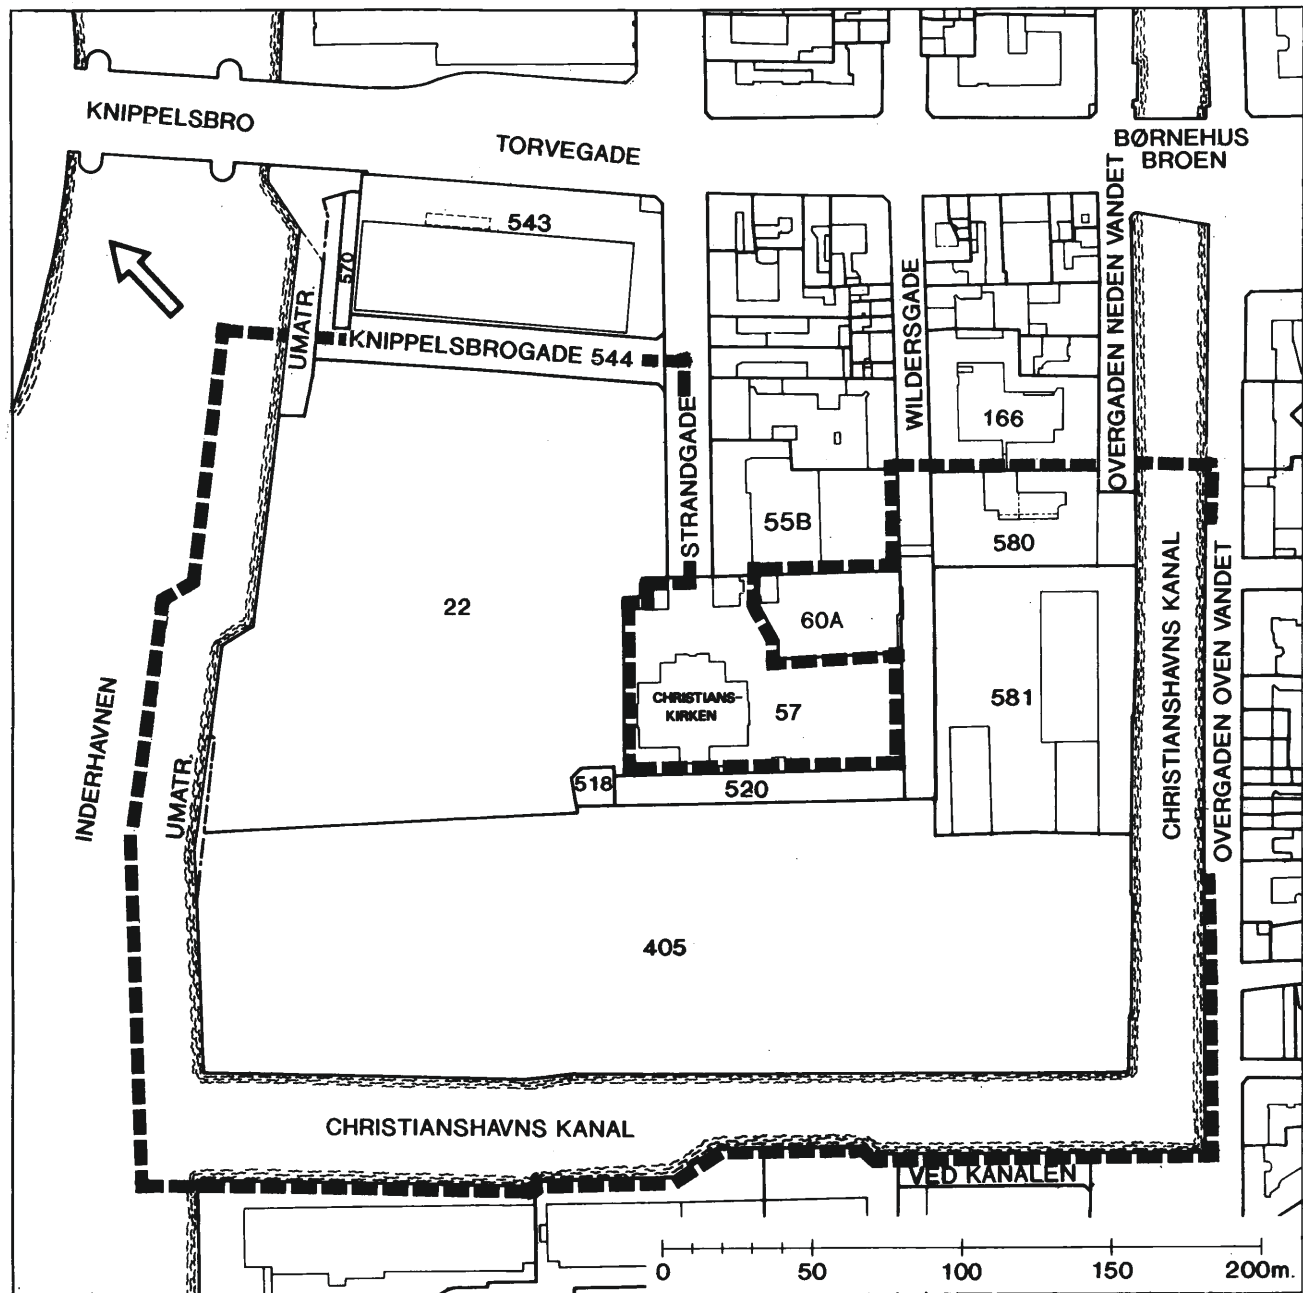 KNIPPELSBRO
TORVEGADE
BØRNEHUS
BROEN
543
570
UMATR.
KNIPPELSBROGADE 544
STRANDGADE
WILDERSGADE
OVERGADEN NEDEN VANDET
166
55B
580
22
60A
CHRISTIANS-
KIRKEN
57
581
CHRISTIANSHAVNS KANAL
OVERGADEN OVEN VANDET
INDERHAVNEN
UMATR.
518
520
405
CHRISTIANSHAVNS KANAL
VED KANALEN
0 50 100 150 200m.